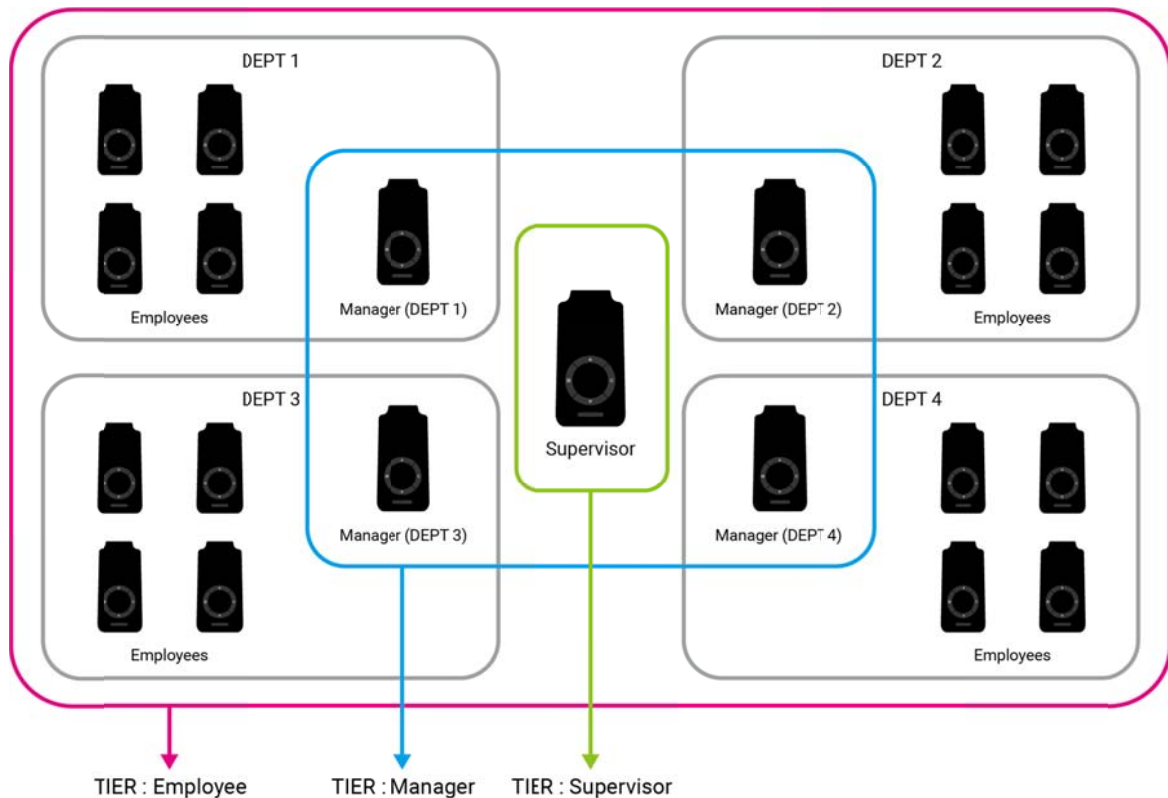 DEPT 1
DEPT 2
Manager (DEPT 1)
Manager (DEPT 2)
Employees
Employees
DEPT 3
DEPT 4
Supervisor
Manager (DEPT 3)
Manager (DEPT 4)
Employees
Employees
TIER : Employee
TIER : Manager
TIER : Supervisor